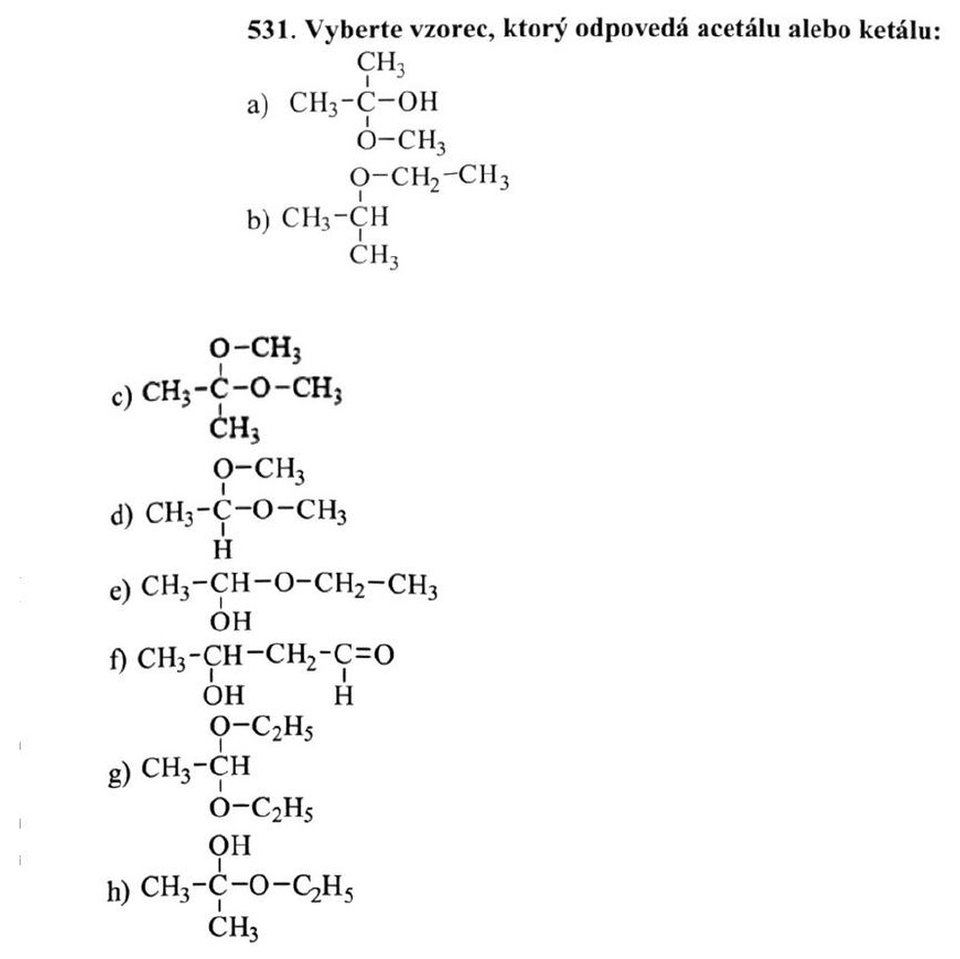 531. Vyberte vzorec, ktorý odpovedá acetálu alebo ketálu:
CH₃
a) CH₃-C-OH
O-CH₃
O-CH₂-CH₃
b) CH₃-CH
CH₃
O-CH₃
c) CH₃-C-O-CH₃
CH₃
O-CH₃
d) CH₃-C-O-CH₃
H
e) CH₃-CH-O-CH₂-CH₃
OH
f) CH₃-CH-CH₂-C=O
OH H
O-C₂H₅
g) CH₃-CH
O-C₂H₅
OH
h) CH₃-C-O-C₂H₅
CH₃